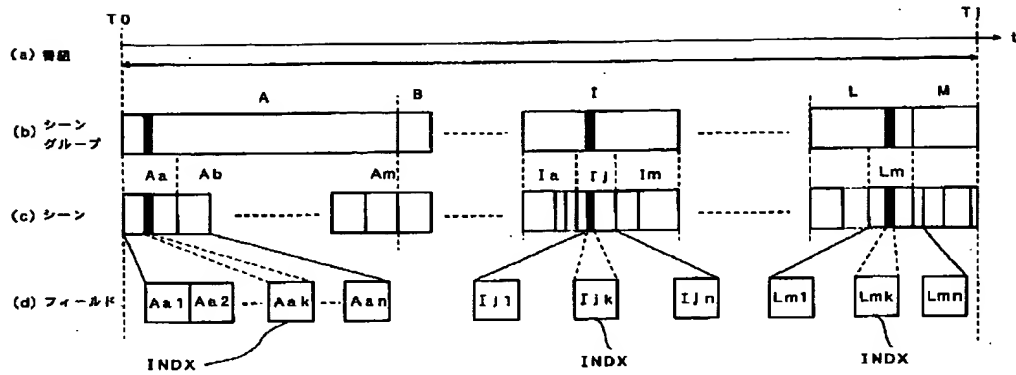 T0 T1
t
(a) 番組
A B I L M
(b) シーン
グループ
Aa Ab Am Ia Ij Im Lm
(c) シーン
(d) フィールド Aa1 Aa2 Aak Aan Ij1 Ijk Ijn Lm1 Lmk Lmn
INDX INDX INDX